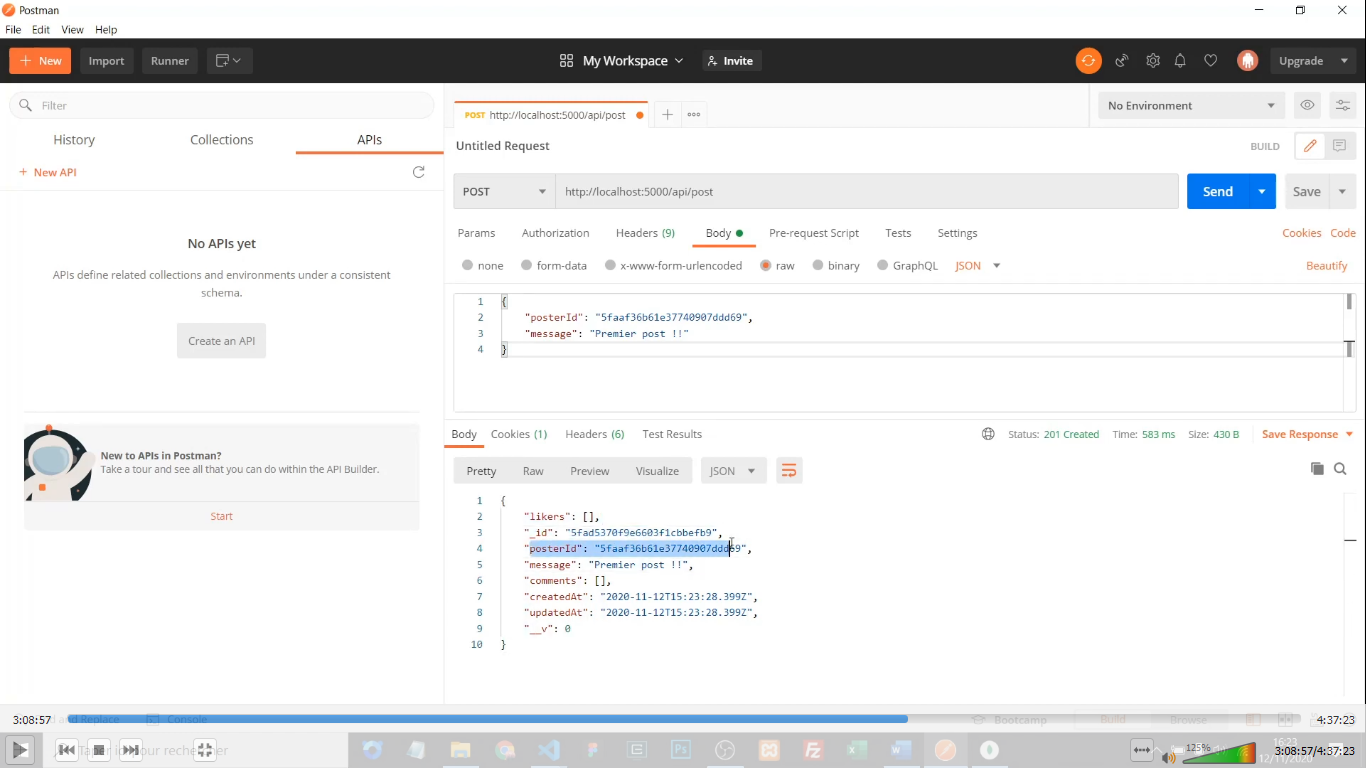 Postman
File Edit View Help
New Import Runner My Workspace Invite Upgrade
Filter
History Collections APIs
+ New API
No APIs yet
APIs define related collections and environments under a consistent
schema.
Create an API
New to APIs in Postman?
Take a tour and see all that you can do within the API Builder.
Start
POST http://localhost:5000/api/post No Environment
Untitled Request BUILD
POST http://localhost:5000/api/post Send Save
Params Authorization Headers (9) Body Pre-request Script Tests Settings Cookies Code
none form-data x-www-form-urlencoded raw binary GraphQL JSON Beautify
1 {
2 "posterId": "5faaf36b61e37740907ddd69",
3 "message": "Premier post !!"
4 }
Body Cookies (1) Headers (6) Test Results Status: 201 Created Time: 583 ms Size: 430 B Save Response
Pretty Raw Preview Visualize JSON
1 {
2 "likers": [],
3 "_id": "5fad5370f9e6603f1cbbefb9",
4 "posterId": "5faaf36b61e37740907ddd69",
5 "message": "Premier post !!",
6 "comments": [],
7 "createdAt": "2020-11-12T15:23:28.399Z",
8 "updatedAt": "2020-11-12T15:23:28.399Z",
9 "__v": 0
10 }
3:08:57 and Replace Console Bootcamp Build Browse 4:37:23
Taper ici pour rechercher 125% 16:23 3:08:57/4:37:23
12/11/2020